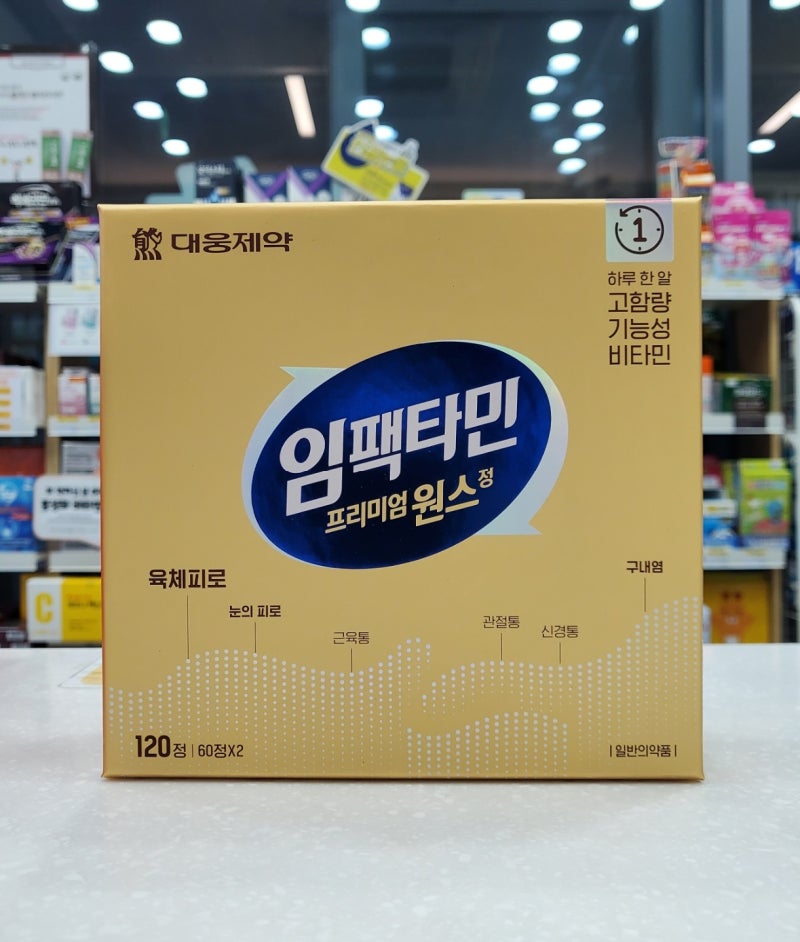 대웅제약
1
하루 한 알
고함량
기능성
비타민
임팩타민
프리미엄 원스정
육체피로
눈의 피로
근육통
관절통
신경통
구내염
120정 | 60정X2
| 일반의약품 |
C